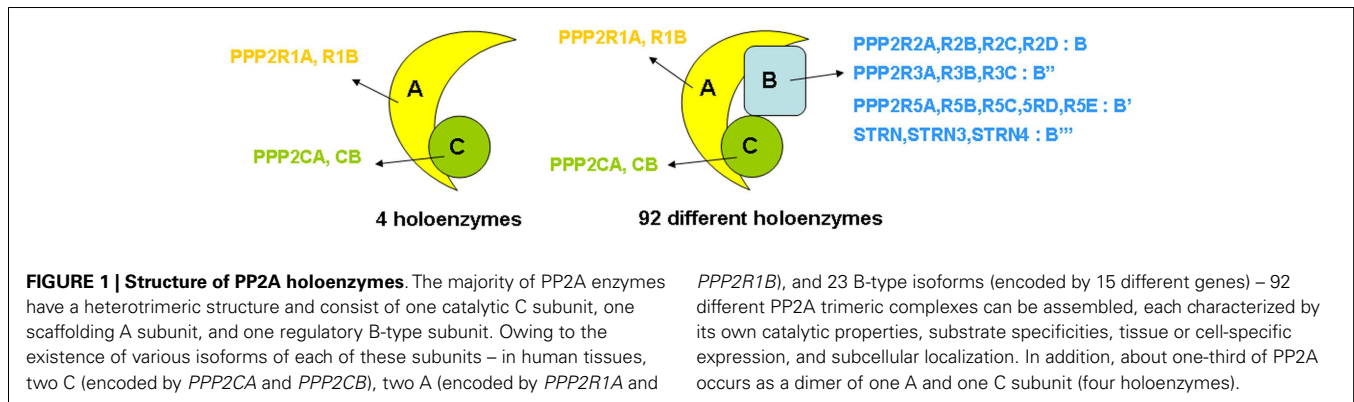 PPP2R1A, R1B
A
C
PPP2CA, CB
4 holoenzymes
PPP2R1A, R1B
A
B
C
PPP2CA, CB
92 different holoenzymes
PPP2R2A,R2B,R2C,R2D : B
PPP2R3A,R3B,R3C : B”
PPP2R5A,R5B,R5C,5RD,R5E : B’
STRN,STRN3,STRN4 : B’”
FIGURE 1 | Structure of PP2A holoenzymes. The majority of PP2A enzymes
have a heterotrimeric structure and consist of one catalytic C subunit, one
scaffolding A subunit, and one regulatory B-type subunit. Owing to the
existence of various isoforms of each of these subunits – in human tissues,
two C (encoded by PPP2CA and PPP2CB), two A (encoded by PPP2R1A and
PPP2R1B), and 23 B-type isoforms (encoded by 15 different genes) – 92
different PP2A trimeric complexes can be assembled, each characterized by
its own catalytic properties, substrate specificities, tissue or cell-specific
expression, and subcellular localization. In addition, about one-third of PP2A
occurs as a dimer of one A and one C subunit (four holoenzymes).